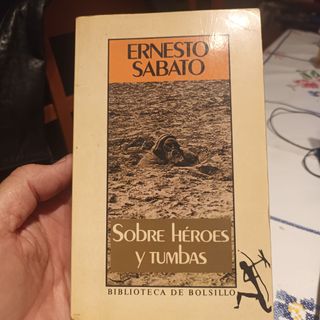 ERNESTO
SABATO
SOBRE HÉROES
Y TUMBAS
BIBLIOTECA DE BOLSILLO